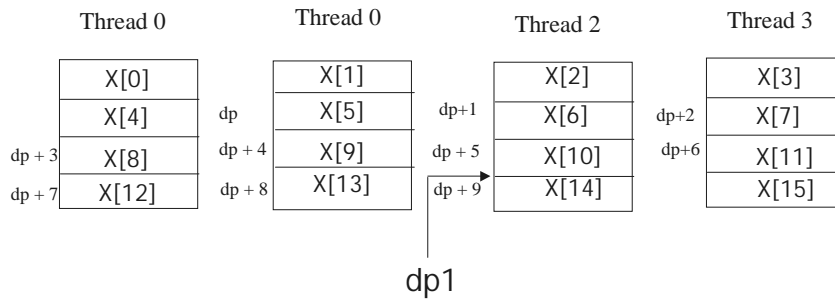 Thread 0 Thread 0 Thread 2 Thread 3
X[0] X[1] X[2] X[3]
X[4] dp X[5] dp+1 X[6] dp+2 X[7]
dp + 3 X[8] dp + 4 X[9] dp + 5 X[10] dp+6 X[11]
dp + 7 X[12] dp + 8 X[13] dp + 9 X[14] X[15]
dp1